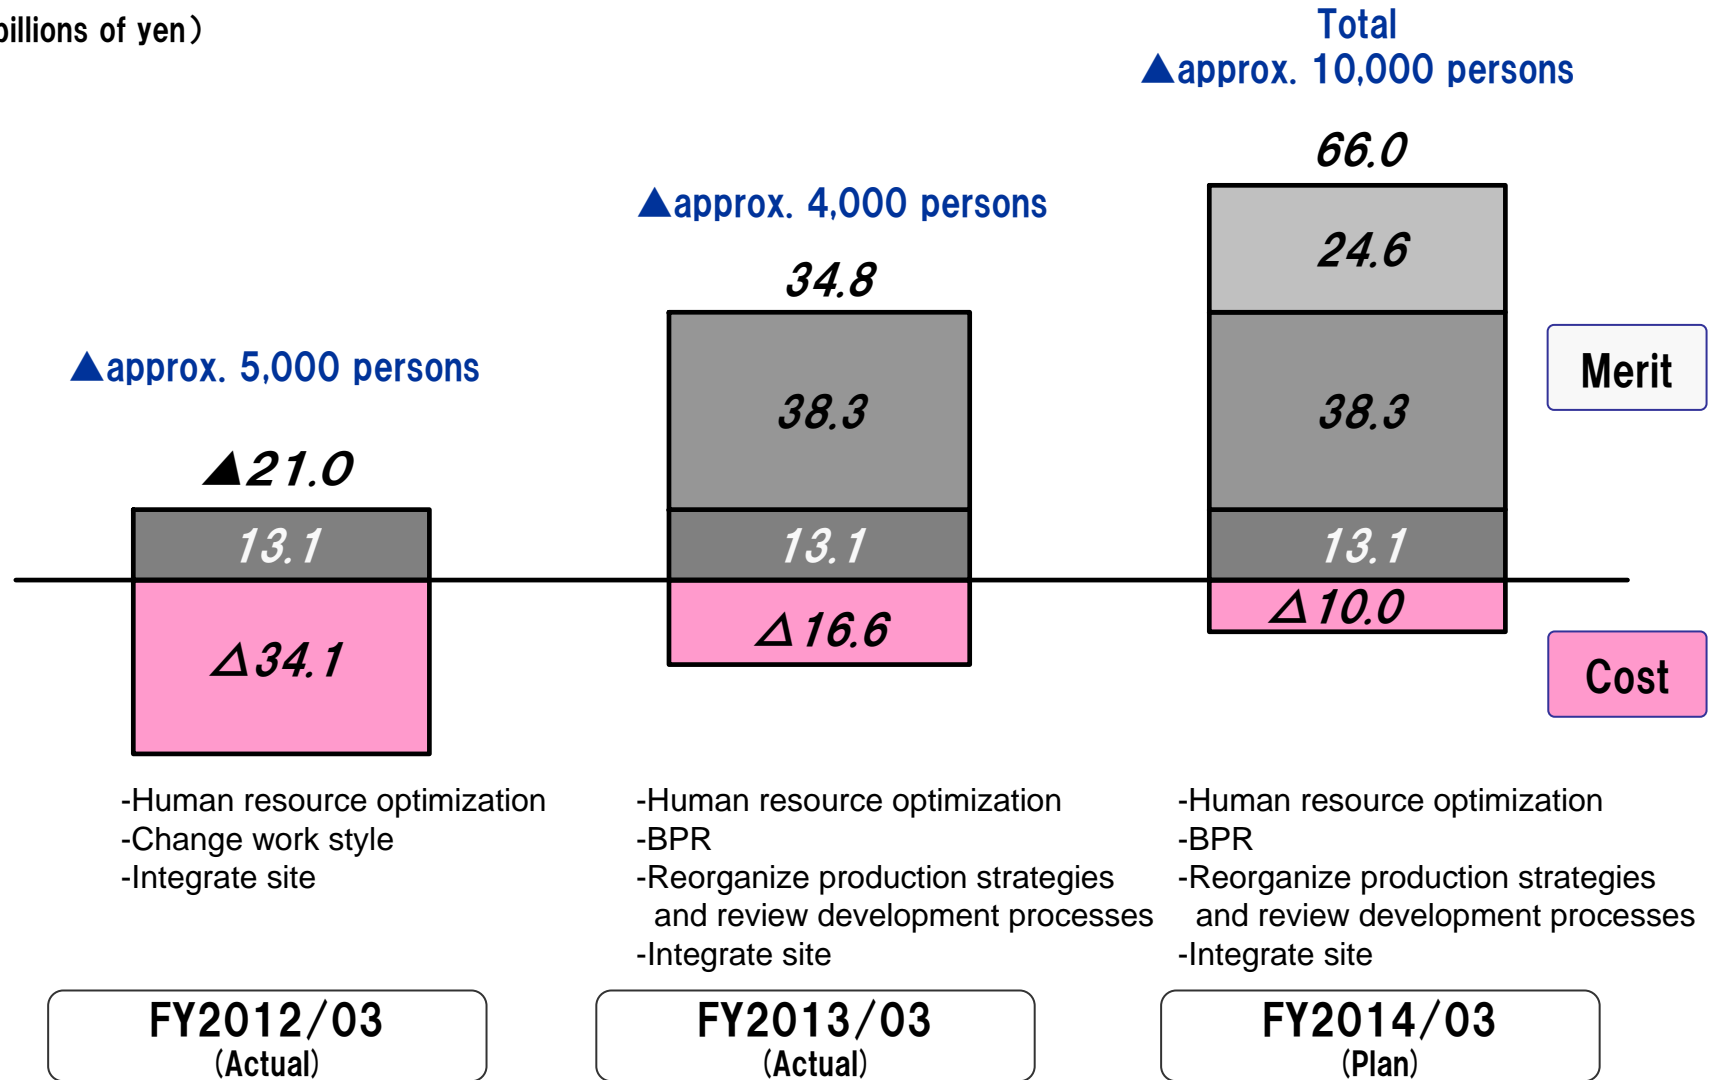 billions of yen)
Total
▲approx. 10,000 persons
66.0
▲approx. 4,000 persons
34.8
24.6
▲approx. 5,000 persons
38.3
38.3
Merit
▲21.0
13.1
13.1
13.1
△34.1
△16.6
△10.0
Cost
-Human resource optimization
-Change work style
-Integrate site
-Human resource optimization
-BPR
-Reorganize production strategies
and review development processes
-Integrate site
-Human resource optimization
-BPR
-Reorganize production strategies
and review development processes
-Integrate site
FY2012/03
(Actual)
FY2013/03
(Actual)
FY2014/03
(Plan)